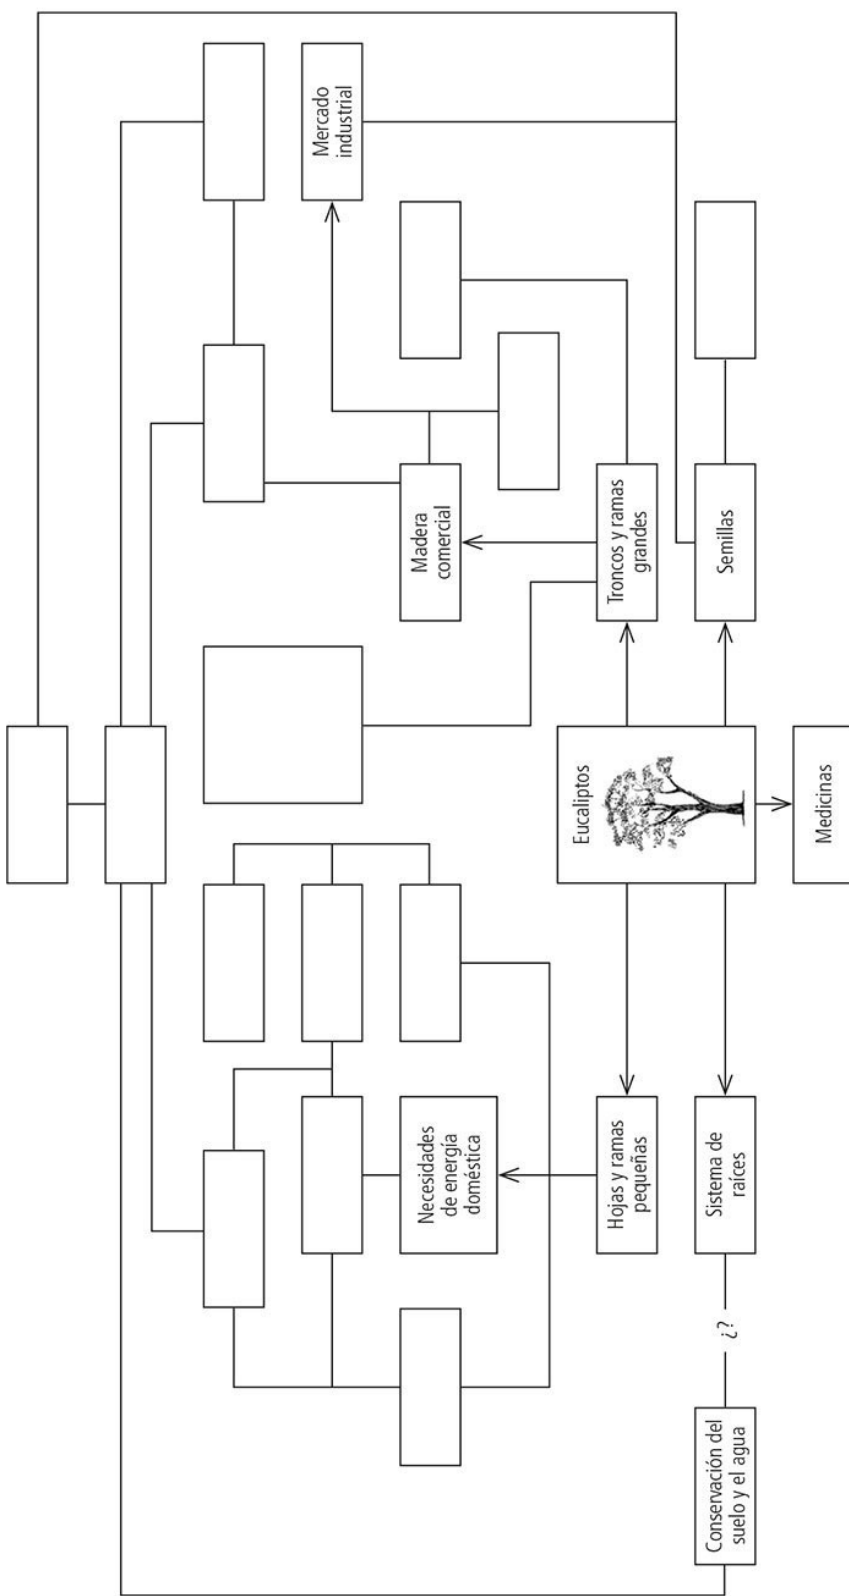 Mercado
industrial
Madera
comercial
Troncos y ramas
grandes
Semillas
Eucaliptos
Medicinas
Necesidades
de energía
doméstica
Hojas y ramas
pequeñas
Sistema de
raíces
¿?
Conservación del
suelo y el agua